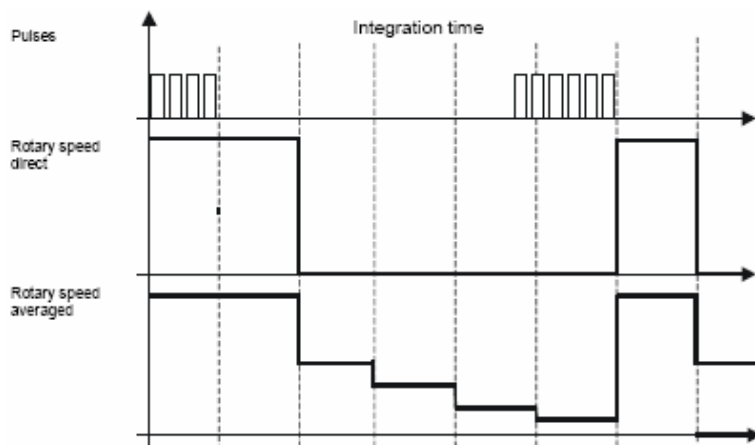 Integration time
Pulses
Rotary speed
direct
Rotary speed
averaged